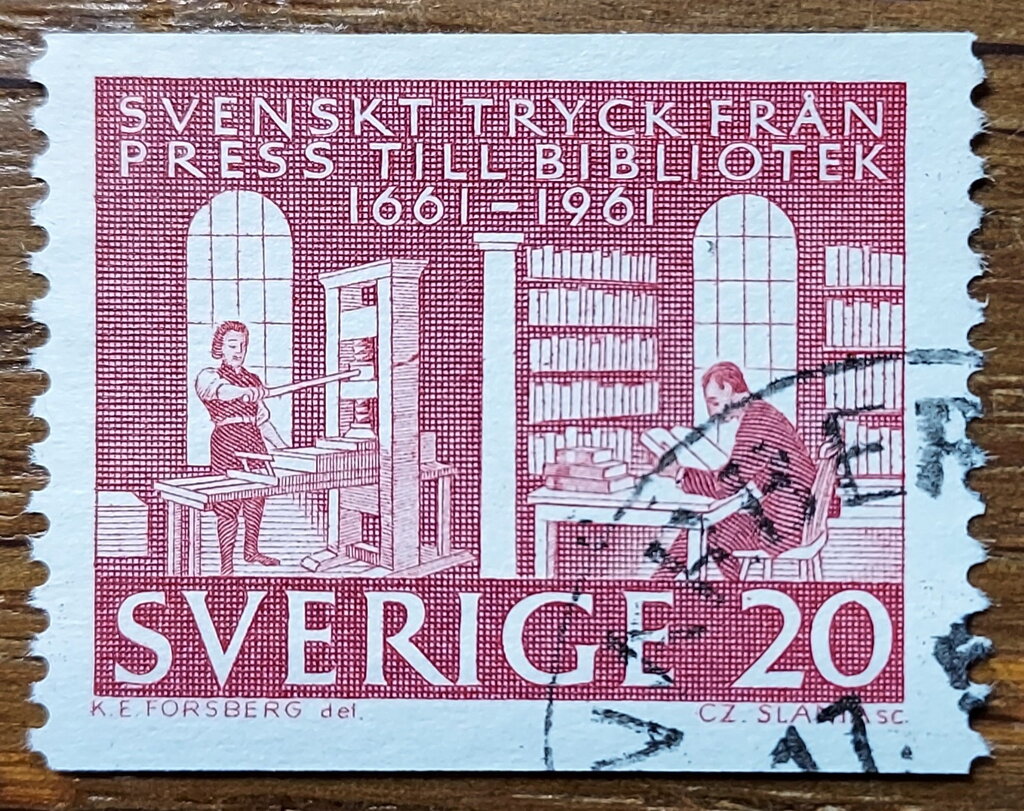 SVENSKT TRYCK FRÅN
PRESS TILL BIBLIOTEK
1661-1961
SVERIGE 20
K.E. FORSBERG del. CZ. SLANIA sc.